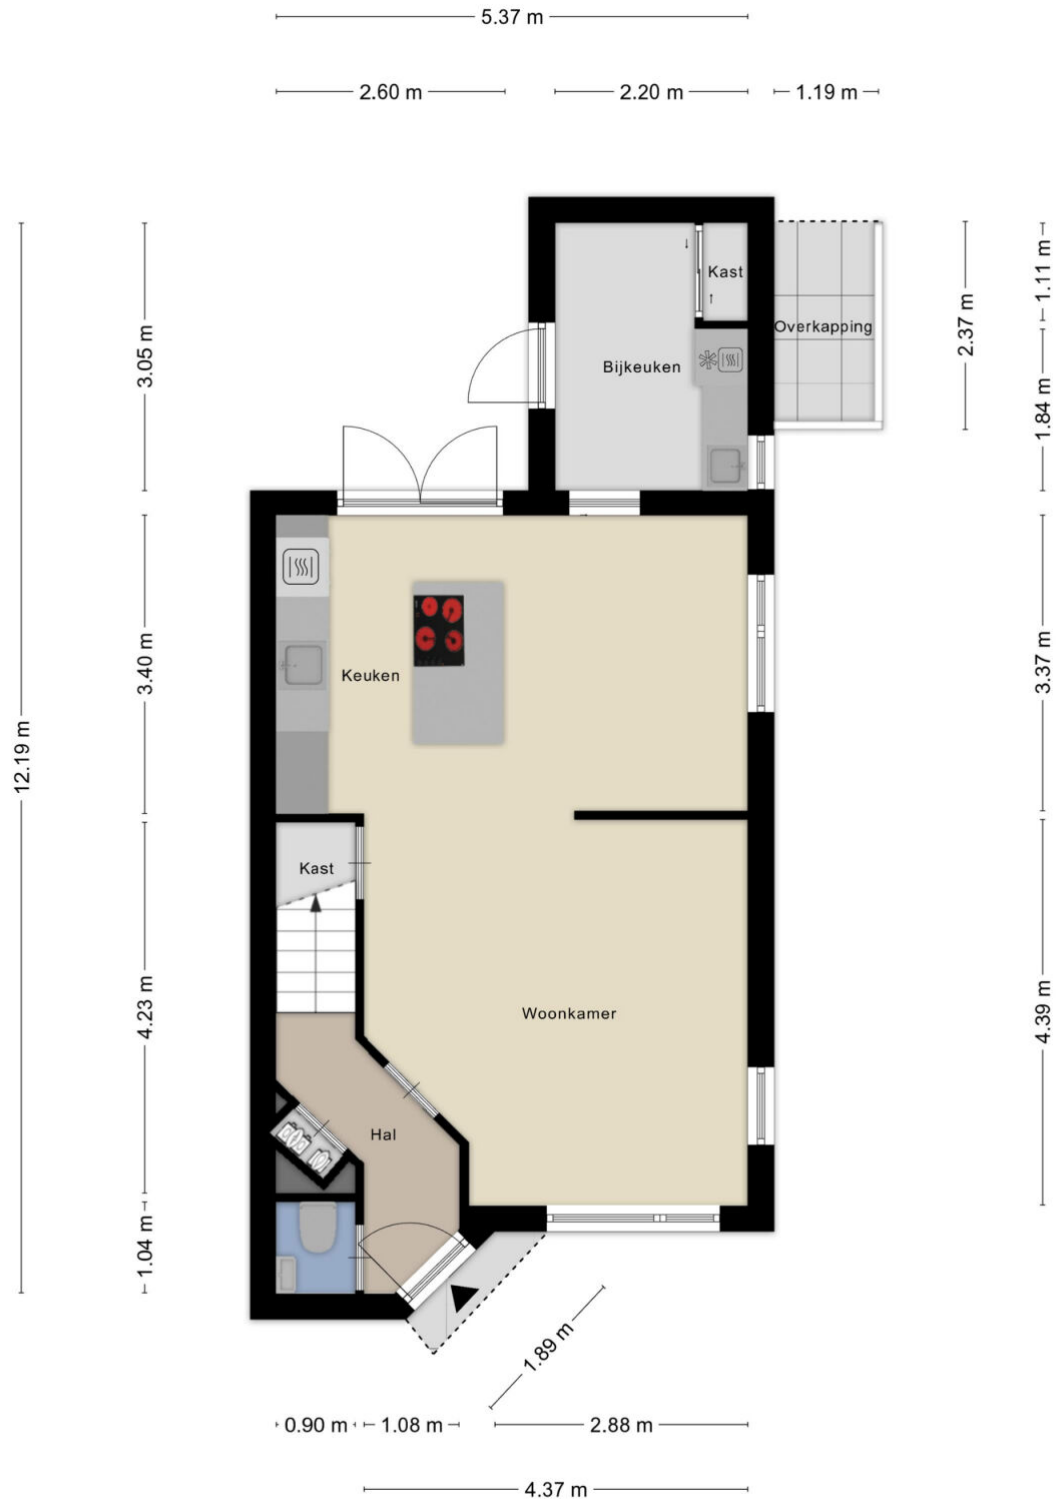 5.37 m
2.60 m
2.20 m
1.19 m
Kast
Overkapping
Bijkeuken
3.05 m
2.37 m
1.11 m
1.84 m
Keuken
3.40 m
3.37 m
12.19 m
Kast
Woonkamer
4.23 m
4.39 m
Hal
1.04 m
1.89 m
0.90 m
1.08 m
2.88 m
4.37 m